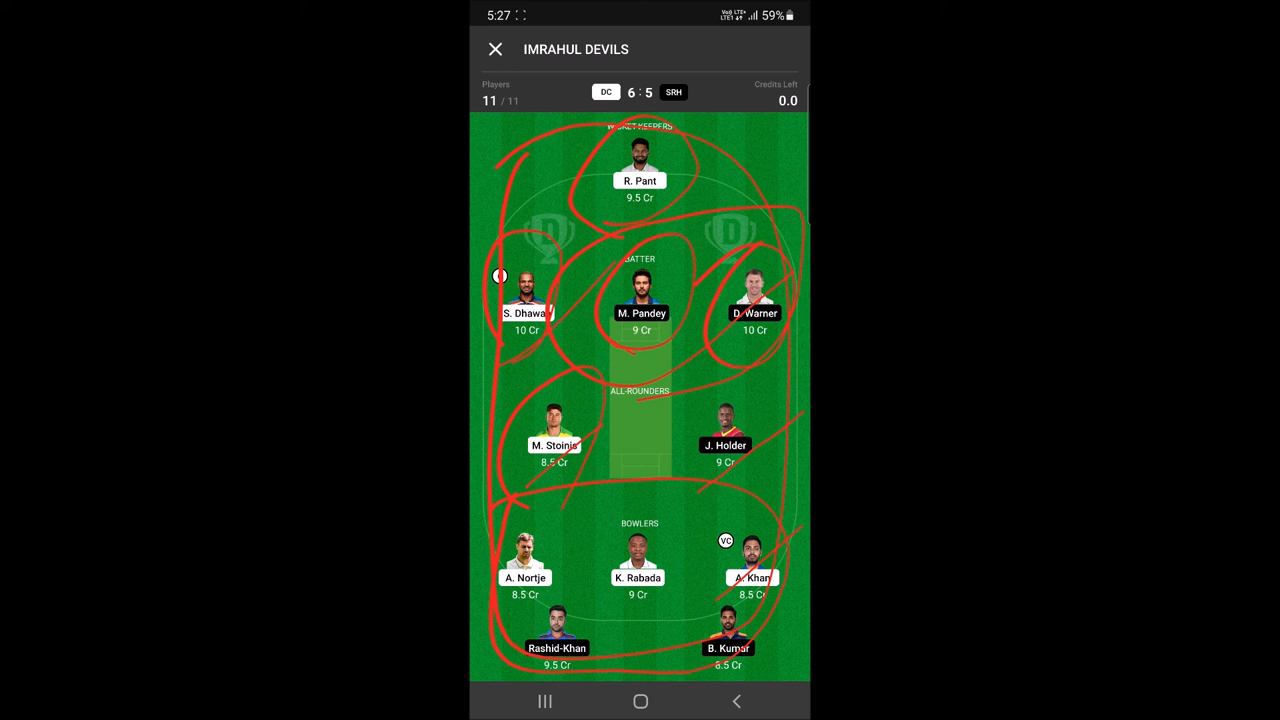 5:27 59%
IMRAHUL DEVILS
Players Credits Left
DC 6 : 5 SRH
11 / 11 0.0
WICKET-KEEPERS
R. Pant
9.5 Cr
BATTER
S. Dhawan M. Pandey D. Warner
10 Cr 9 Cr 10 Cr
ALL-ROUNDERS
M. Stoinis J. Holder
8.5 Cr 9 Cr
BOWLERS
VC
A. Nortje K. Rabada A. Khan
8.5 Cr 9 Cr 8.5 Cr
Rashid-Khan B. Kumar
9.5 Cr 8.5 Cr